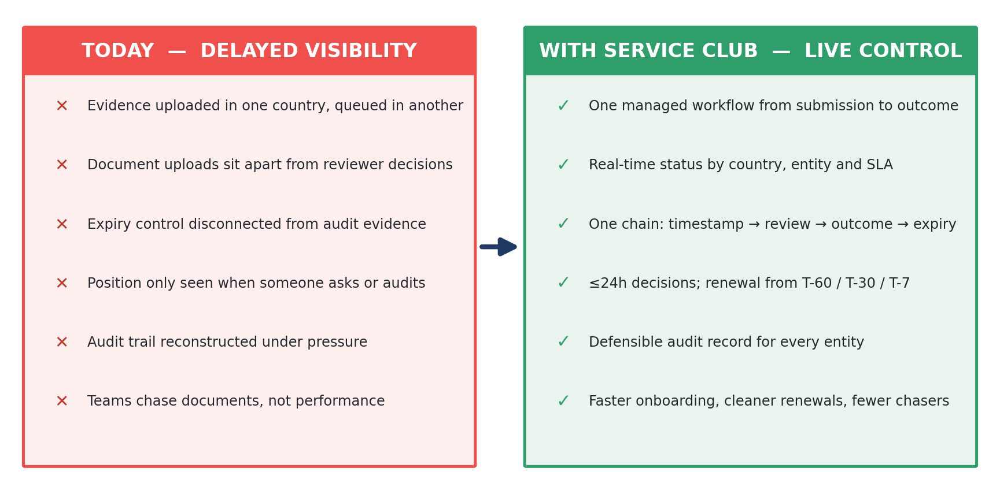 TODAY — DELAYED VISIBILITY
✕ Evidence uploaded in one country, queued in another
✕ Document uploads sit apart from reviewer decisions
✕ Expiry control disconnected from audit evidence
✕ Position only seen when someone asks or audits
✕ Audit trail reconstructed under pressure
✕ Teams chase documents, not performance
WITH SERVICE CLUB — LIVE CONTROL
✓ One managed workflow from submission to outcome
✓ Real-time status by country, entity and SLA
✓ One chain: timestamp → review → outcome → expiry
✓ ≤24h decisions; renewal from T-60 / T-30 / T-7
✓ Defensible audit record for every entity
✓ Faster onboarding, cleaner renewals, fewer chasers